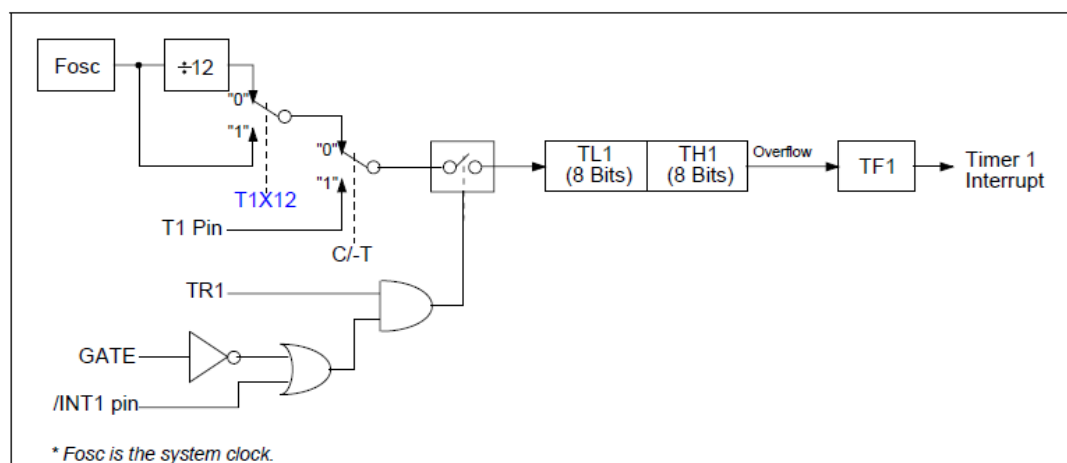 Fosc
÷12
"0"
"1"
T1X12
"0"
"1"
T1 Pin
C/-T
TL1
(8 Bits)
TH1
(8 Bits)
Overflow
TF1
Timer 1
Interrupt
TR1
GATE
/INT1 pin
* Fosc is the system clock.